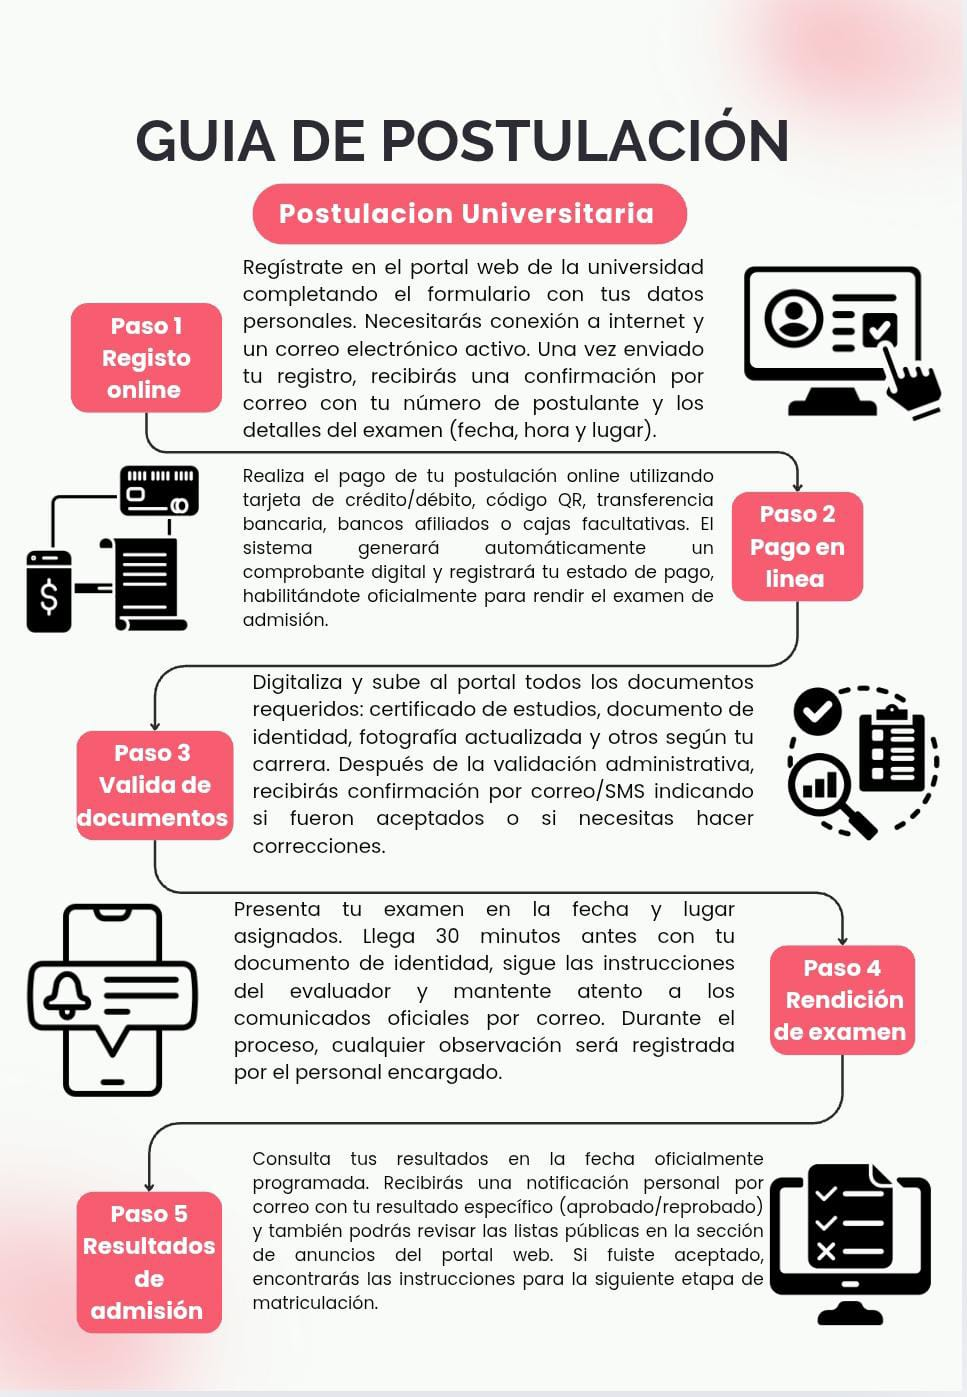 GUIA DE POSTULACIÓN
Postulacion Universitaria
Paso 1
Registo
online
Regístrate en el portal web de la universidad
completando el formulario con tus datos
personales. Necesitarás conexión a internet y
un correo electrónico activo. Una vez enviado
tu registro, recibirás una confirmación por
correo con tu número de postulante y los
detalles del examen (fecha, hora y lugar).
Realiza el pago de tu postulación online utilizando
tarjeta de crédito/débito, código QR, transferencia
bancaria, bancos afiliados o cajas facultativas. El
sistema generará automáticamente un
comprobante digital y registrará tu estado de pago,
habilitándote oficialmente para rendir el examen de
admisión.
Paso 2
Pago en
linea
Paso 3
Valida de
documentos
Digitaliza y sube al portal todos los documentos
requeridos: certificado de estudios, documento de
identidad, fotografía actualizada y otros según tu
carrera. Después de la validación administrativa,
recibirás confirmación por correo/SMS indicando
si fueron aceptados o si necesitas hacer
correcciones.
Presenta tu examen en la fecha y lugar
asignados. Llega 30 minutos antes con tu
documento de identidad, sigue las instrucciones
del evaluador y mantente atento a los
comunicados oficiales por correo. Durante el
proceso, cualquier observación será registrada
por el personal encargado.
Paso 4
Rendición
de examen
Paso 5
Resultados
de
admisión
Consulta tus resultados en la fecha oficialmente
programada. Recibirás una notificación personal por
correo con tu resultado específico (aprobado/reprobado)
y también podrás revisar las listas públicas en la sección
de anuncios del portal web. Si fuiste aceptado,
encontrarás las instrucciones para la siguiente etapa de
matriculación.